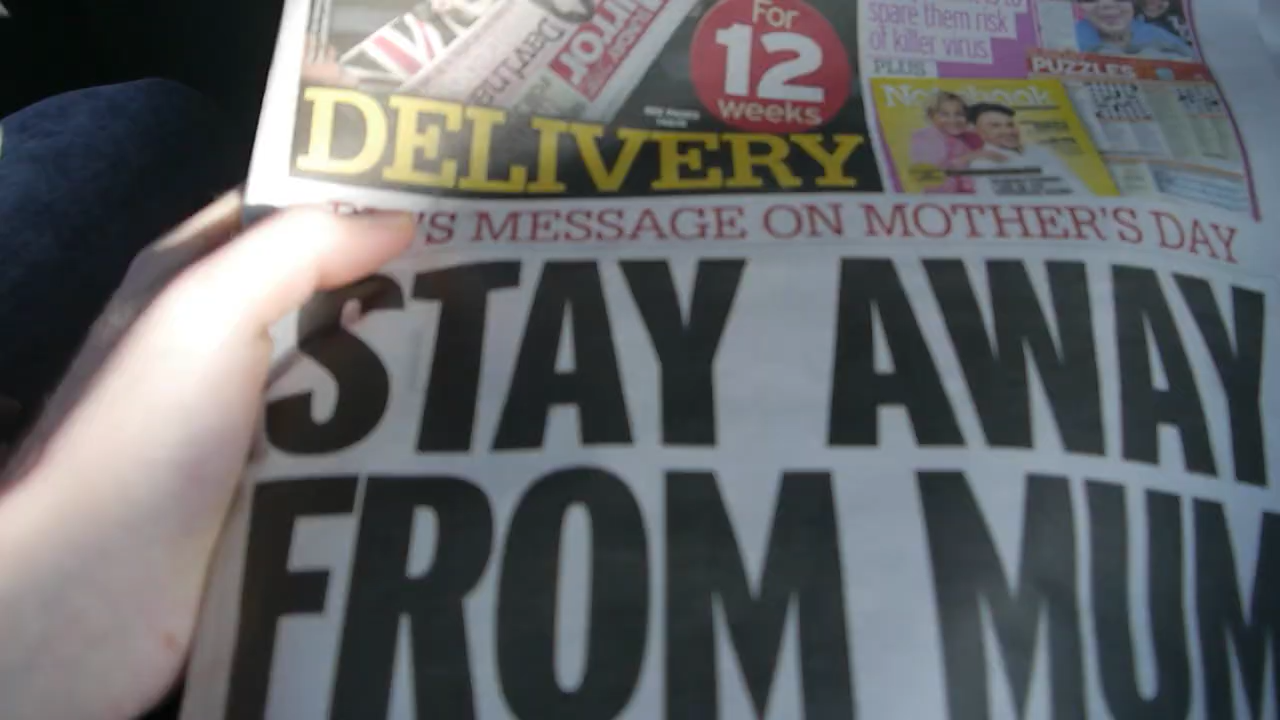 For
12
weeks
DELIVERY
spare them risk
of killer virus
PLUS
PUZZLES
Notebook
'S MESSAGE ON MOTHER'S DAY
STAY AWAY
FROM MUM